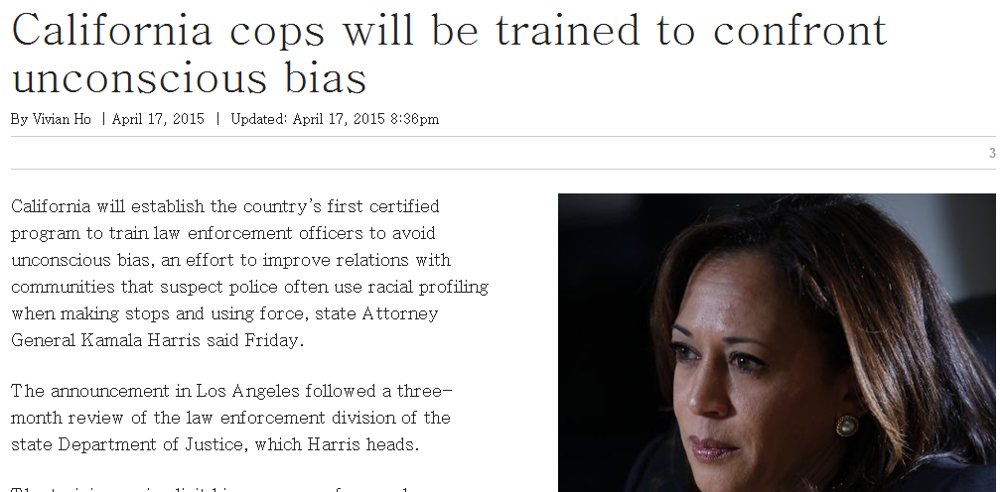 California cops will be trained to confront
unconscious bias
By Vivian Ho | April 17, 2015 | Updated: April 17, 2015 8:36pm
3
California will establish the country's first certified
program to train law enforcement officers to avoid
unconscious bias, an effort to improve relations with
communities that suspect police often use racial profiling
when making stops and using force, state Attorney
General Kamala Harris said Friday.
The announcement in Los Angeles followed a three-
month review of the law enforcement division of the
state Department of Justice, which Harris heads.